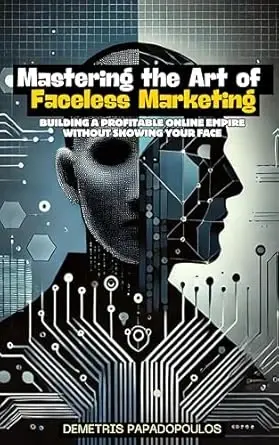 Mastering the Art of
Faceless Marketing
BUILDING A PROFITABLE ONLINE EMPIRE
WITHOUT SHOWING YOUR FACE
DEMETRIS PAPADOPOULOS